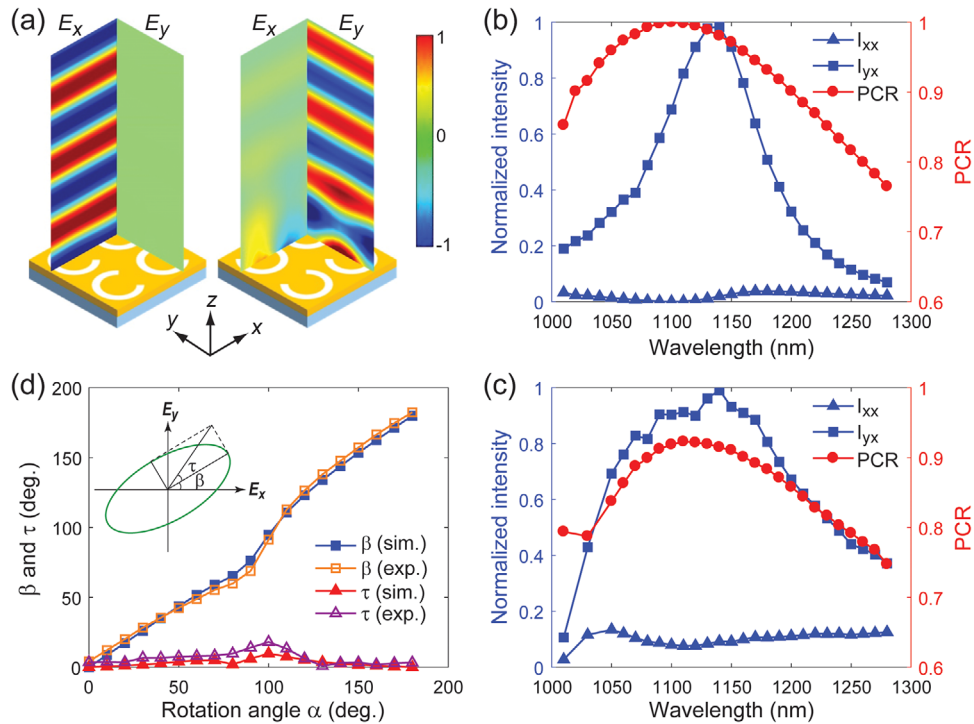 (a)
Ex Ey Ex Ey
1
0
-1
z
y x
(b)
Normalized intensity
1
0.8
0.6
0.4
0.2
0
1000 1050 1100 1150 1200 1250 1300
Wavelength (nm)
1
0.9
0.8
0.7
0.6
PCR
Ixx
Iyx
PCR
(d)
β and τ (deg.)
200
150
100
50
0
0 50 100 150 200
Rotation angle α (deg.)
Ey
τ
β
Ex
β (sim.)
β (exp.)
τ (sim.)
τ (exp.)
(c)
Normalized intensity
1
0.8
0.6
0.4
0.2
0
1000 1050 1100 1150 1200 1250 1300
Wavelength (nm)
1
0.9
0.8
0.7
0.6
PCR
Ixx
Iyx
PCR